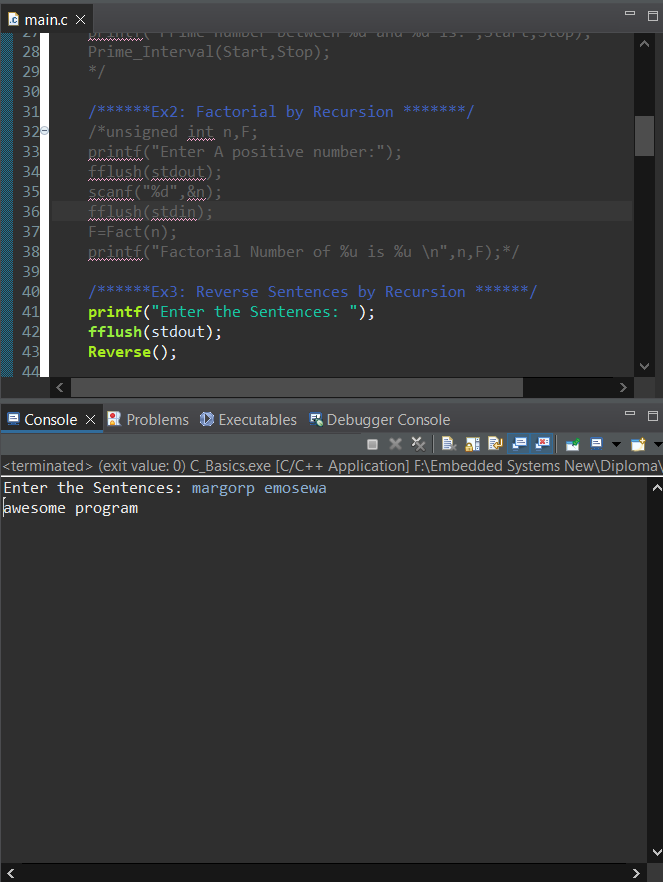 main.c
27 printf("Prime number between %d and %d is:",Start,Stop);
28 Prime_Interval(Start,Stop);
29 */
30
31 /******Ex2: Factorial by Recursion *******/
32 /*unsigned int n,F;
33 printf("Enter A positive number:");
34 fflush(stdout);
35 scanf("%d",&n);
36 fflush(stdin);
37 F=Fact(n);
38 printf("Factorial Number of %u is %u \n",n,F);*/
39
40 /******Ex3: Reverse Sentences by Recursion ******/
41 printf("Enter the Sentences: ");
42 fflush(stdout);
43 Reverse();
44
Console Problems Executables Debugger Console
<terminated> (exit value: 0) C_Basics.exe [C/C++ Application] F:\Embedded Systems New\Diploma\
Enter the Sentences: margorp emosewa
awesome program